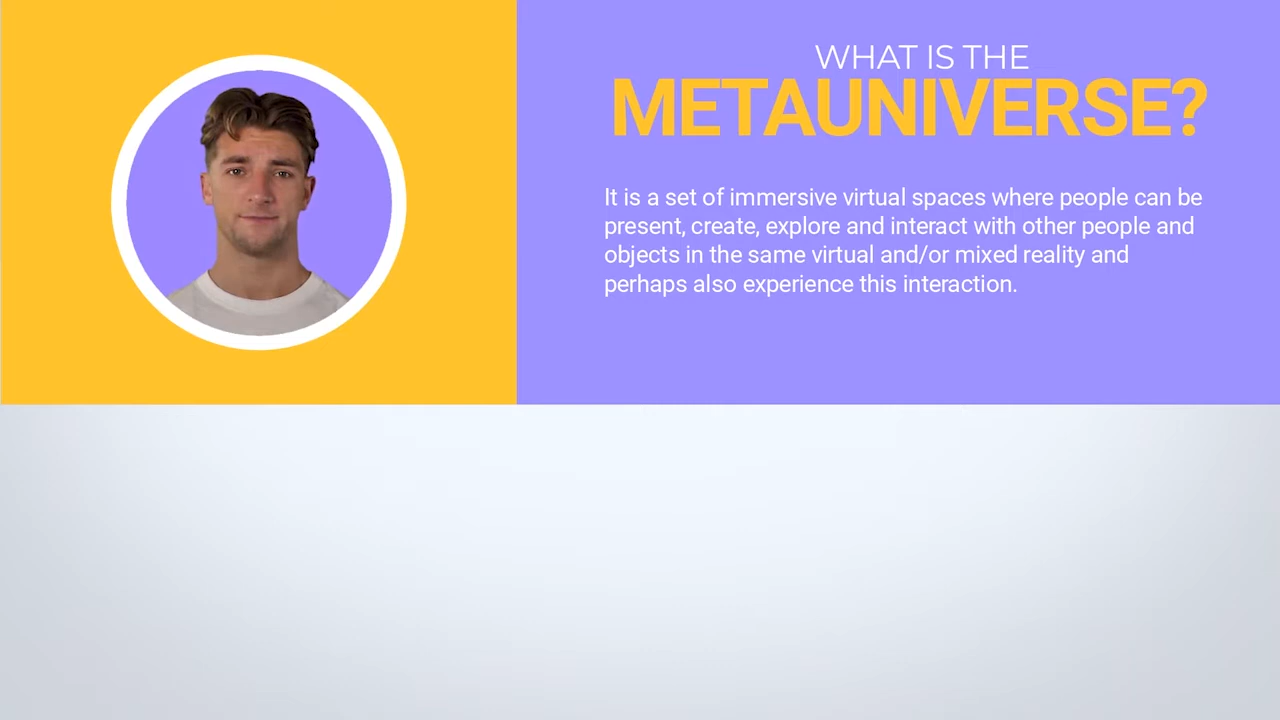 WHAT IS THE
METAUNIVERSE?
It is a set of immersive virtual spaces where people can be
present, create, explore and interact with other people and
objects in the same virtual and/or mixed reality and
perhaps also experience this interaction.